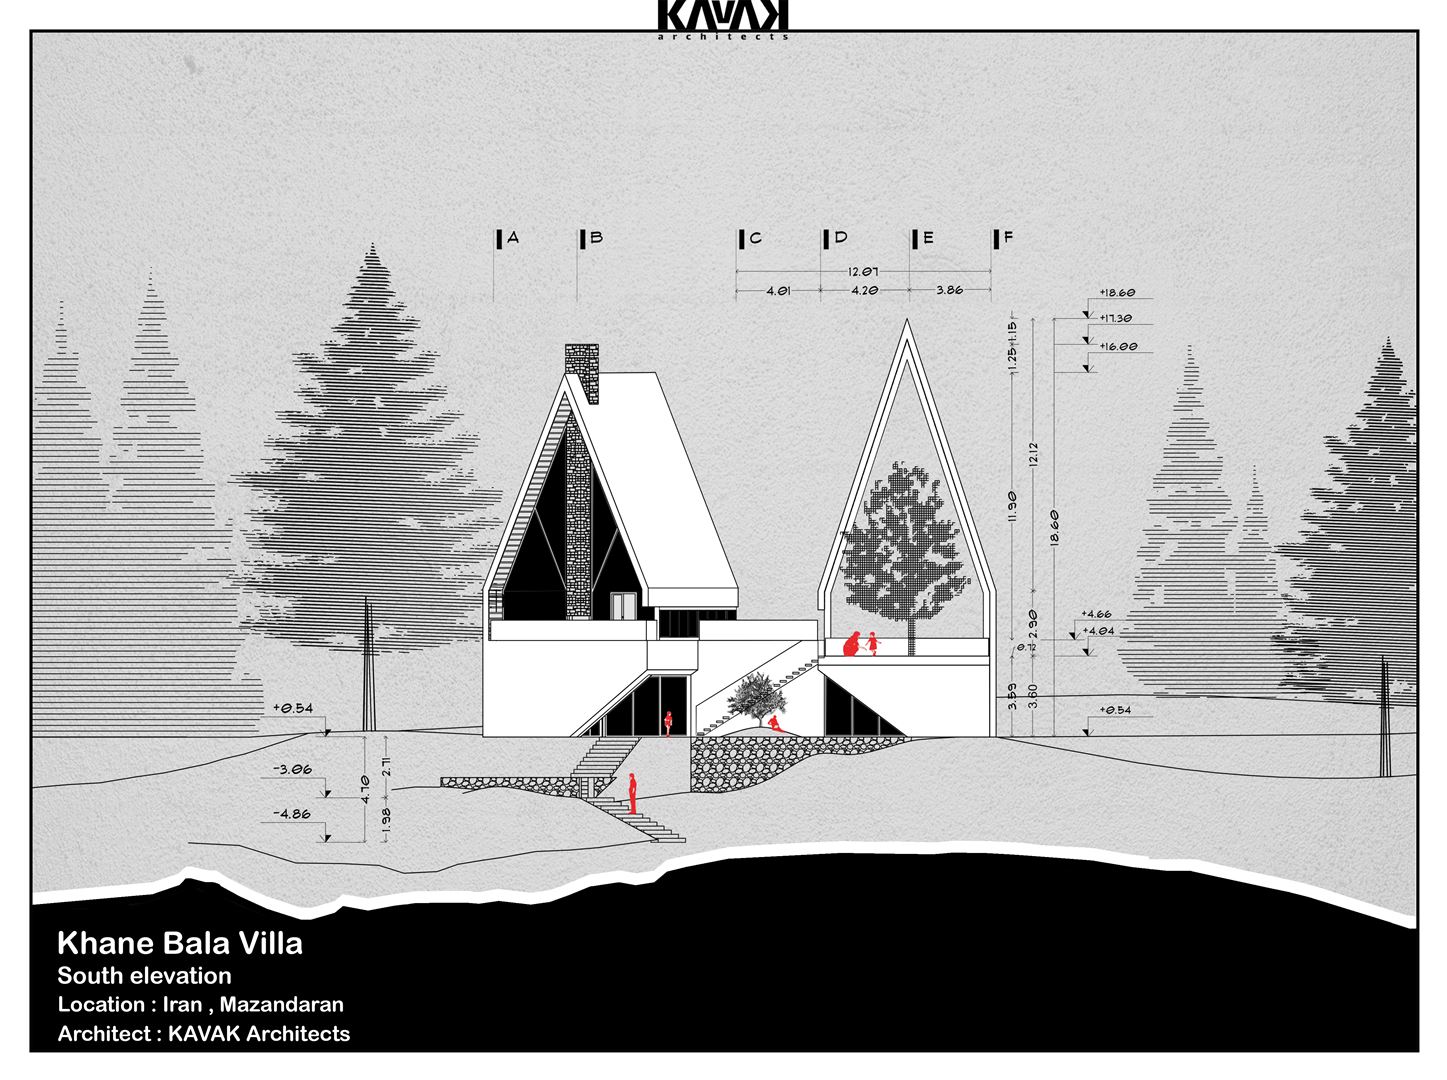 KAVAK
architects
A B C D E F
12.07
4.01 4.20 3.86
+18.60
+17.30
+16.00
1.15
1.25
12.12
11.90
18.60
+4.66
+4.04
2.90
0.72
3.59
3.60
+0.54
+0.54
-3.06
-4.86
4.70
2.71
1.98
Khane Bala Villa
South elevation
Location : Iran , Mazandaran
Architect : KAVAK Architects